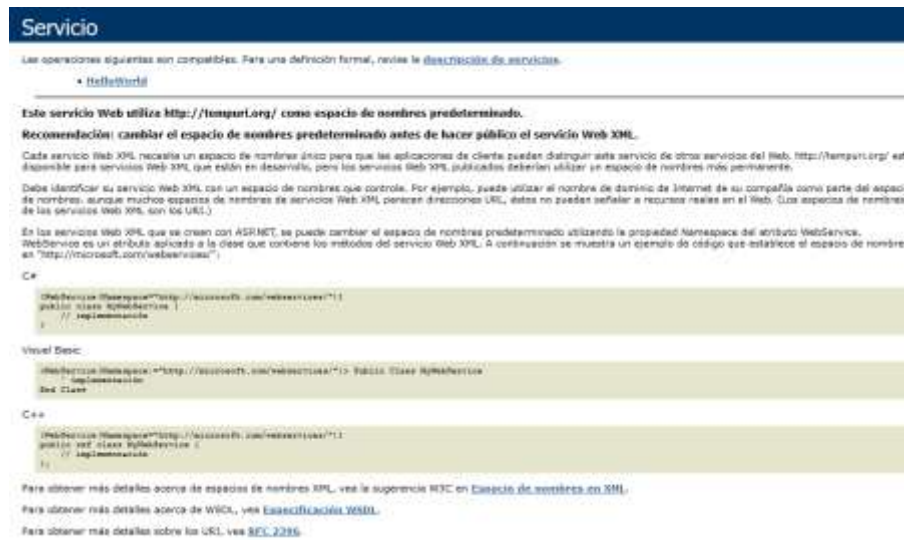 Servicio
Las operaciones siguientes son compatibles. Para una definición formal, revise la descripción de servicios.
• HelloWorld
Este servicio Web utiliza http://tempuri.org/ como espacio de nombres predeterminado.
Recomendación: cambiar el espacio de nombres predeterminado antes de hacer público el servicio Web XML.
Cada servicio Web XML necesita un espacio de nombres único para que las aplicaciones de cliente puedan distinguir este servicio de otros servicios del Web. http://tempuri.org/ est
disponible para servicios Web XML que están en desarrollo, pero los servicios Web XML publicados deberían utilizar un espacio de nombres más permanente.
Debe identificar su servicio Web XML con un espacio de nombres que controle. Por ejemplo, puede utilizar el nombre de dominio de Internet de su compañía como parte del espaci
de nombres. aunque muchos espacios de nombres de servicios Web XML parecen direcciones URL, éstos no pueden señalar a recursos reales en el Web. (Los espacios de nombres
de los servicios Web XML son los URI.)
En los servicios Web XML que se creen con ASP.NET, se puede cambiar el espacio de nombres predeterminado utilizando la propiedad Namespace del atributo WebService.
WebService es un atributo aplicado a la clase que contiene los métodos del servicio Web XML. A continuación se muestra un ejemplo de código que establece el espacio de nombre
en "http://microsoft.com/webservices/":
C#
[WebService(Namespace="http://microsoft.com/webservices/")]
public class MyWebService {
// implementación
}
Visual Basic
<WebService(Namespace:="http://microsoft.com/webservices/")> Public Class MyWebService
' implementación
End Class
C++
[WebService(Namespace="http://microsoft.com/webservices/")]
public ref class MyWebService {
// implementación
};
Para obtener más detalles acerca de espacios de nombres XML, vea la sugerencia W3C en Espacio de nombres en XML.
Para obtener más detalles acerca de WSDL, vea Especificación WSDL.
Para obtener más detalles sobre los URI, vea RFC 2396.